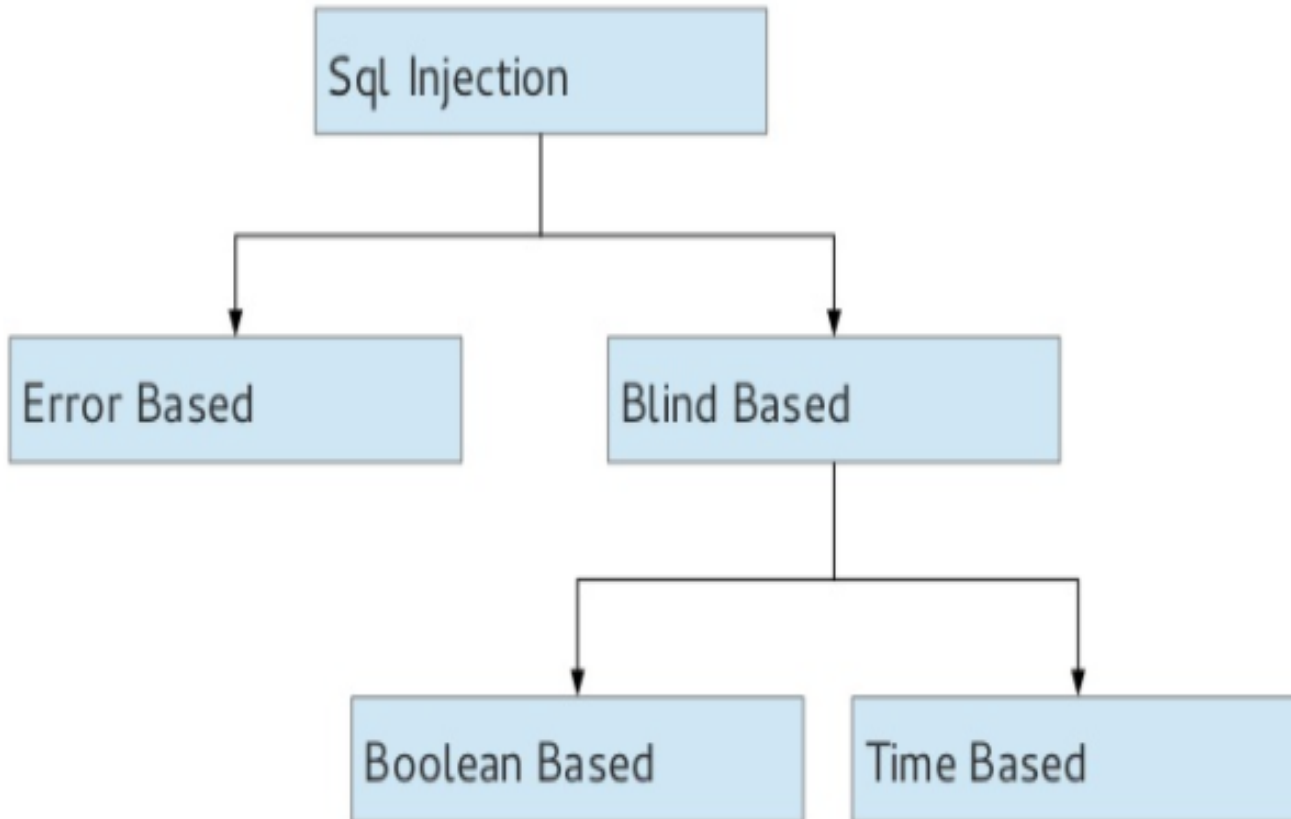 Sql Injection
Error Based
Blind Based
Boolean Based
Time Based